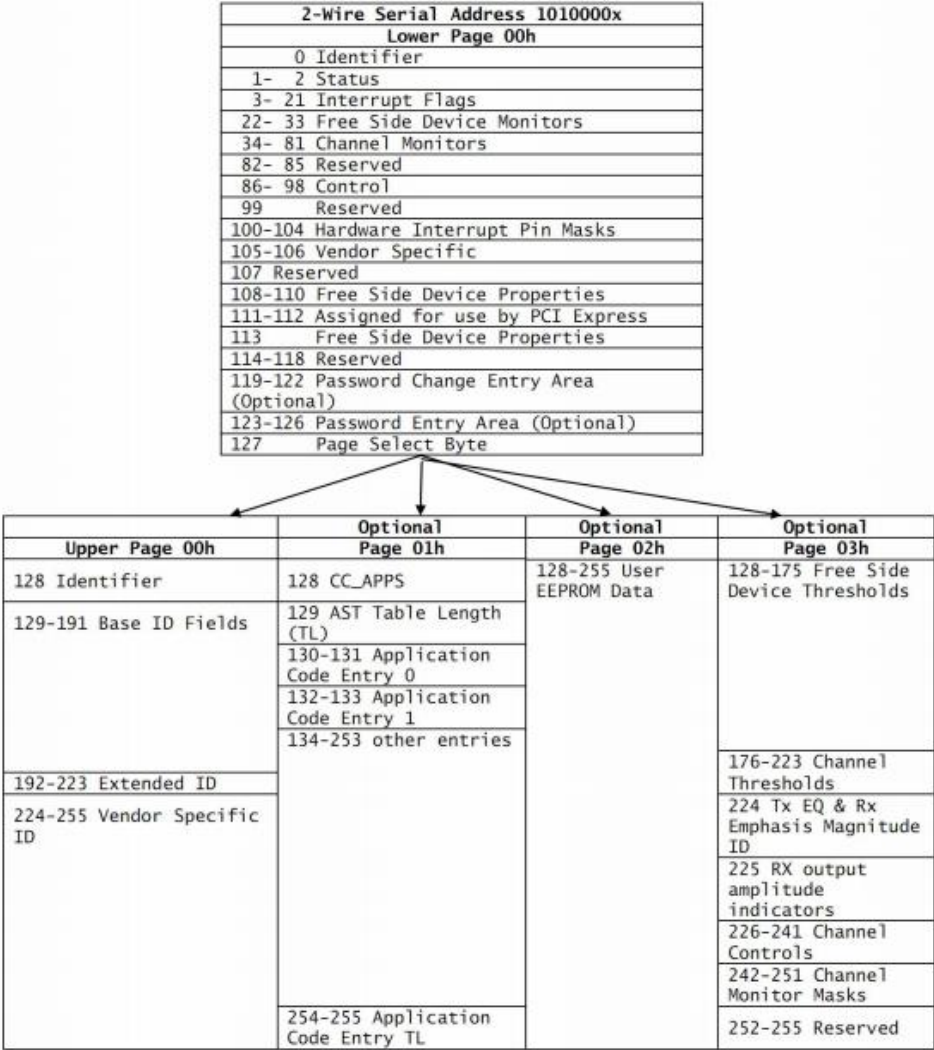 2-Wire Serial Address 1010000x
Lower Page 00h
0 Identifier
1- 2 Status
3- 21 Interrupt Flags
22- 33 Free Side Device Monitors
34- 81 Channel Monitors
82- 85 Reserved
86- 98 Control
99 Reserved
100-104 Hardware Interrupt Pin Masks
105-106 Vendor Specific
107 Reserved
108-110 Free Side Device Properties
111-112 Assigned for use by PCI Express
113 Free Side Device Properties
114-118 Reserved
119-122 Password Change Entry Area
(Optional)
123-126 Password Entry Area (Optional)
127 Page Select Byte
Upper Page 00h
128 Identifier
129-191 Base ID Fields
192-223 Extended ID
224-255 Vendor Specific
ID
Optional
Page 01h
128 CC_APPS
129 AST Table Length
(TL)
130-131 Application
Code Entry 0
132-133 Application
Code Entry 1
134-253 other entries
254-255 Application
Code Entry TL
Optional
Page 02h
128-255 User
EEPROM Data
Optional
Page 03h
128-175 Free Side
Device Thresholds
176-223 Channel
Thresholds
224 Tx EQ & Rx
Emphasis Magnitude
ID
225 RX output
amplitude
indicators
226-241 Channel
Controls
242-251 Channel
Monitor Masks
252-255 Reserved